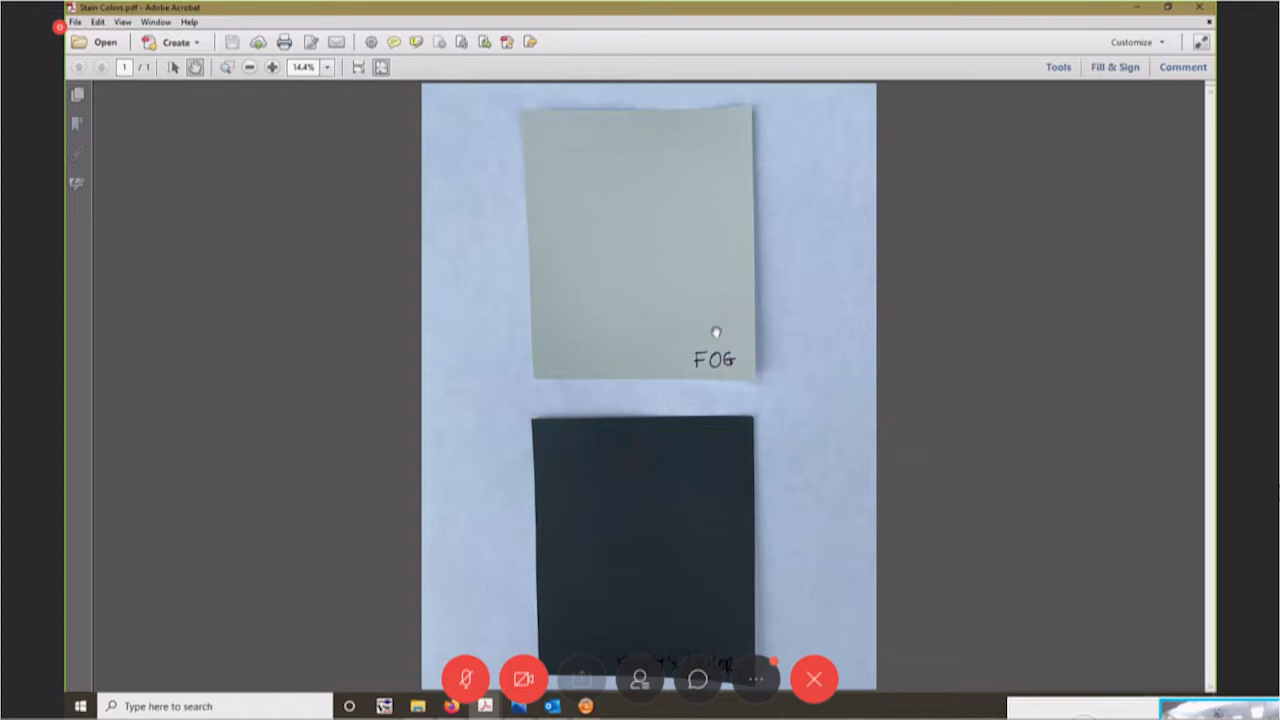 Stain Colors.pdf - Adobe Acrobat
File Edit View Window Help
Open Create Customize
1 / 1 14.4% Tools Fill & Sign Comment
FOG
Type here to search